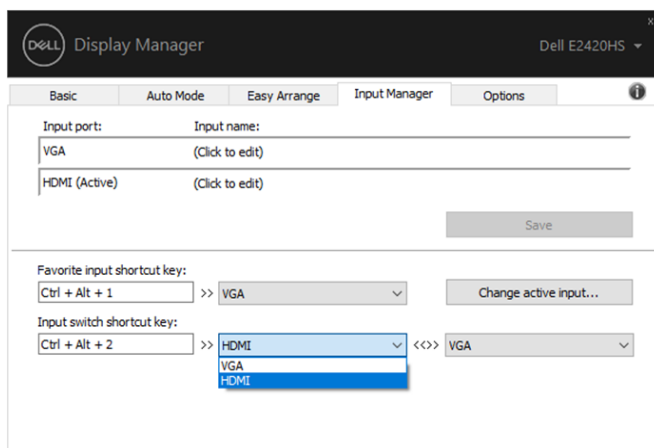 x
DELL Display Manager Dell E2420HS
Basic Auto Mode Easy Arrange Input Manager Options i
Input port: Input name:
VGA (Click to edit)
HDMI (Active) (Click to edit)
Save
Favorite input shortcut key:
Ctrl + Alt + 1 >> VGA Change active input...
Input switch shortcut key:
Ctrl + Alt + 2 >> HDMI <<>> VGA
VGA
HDMI